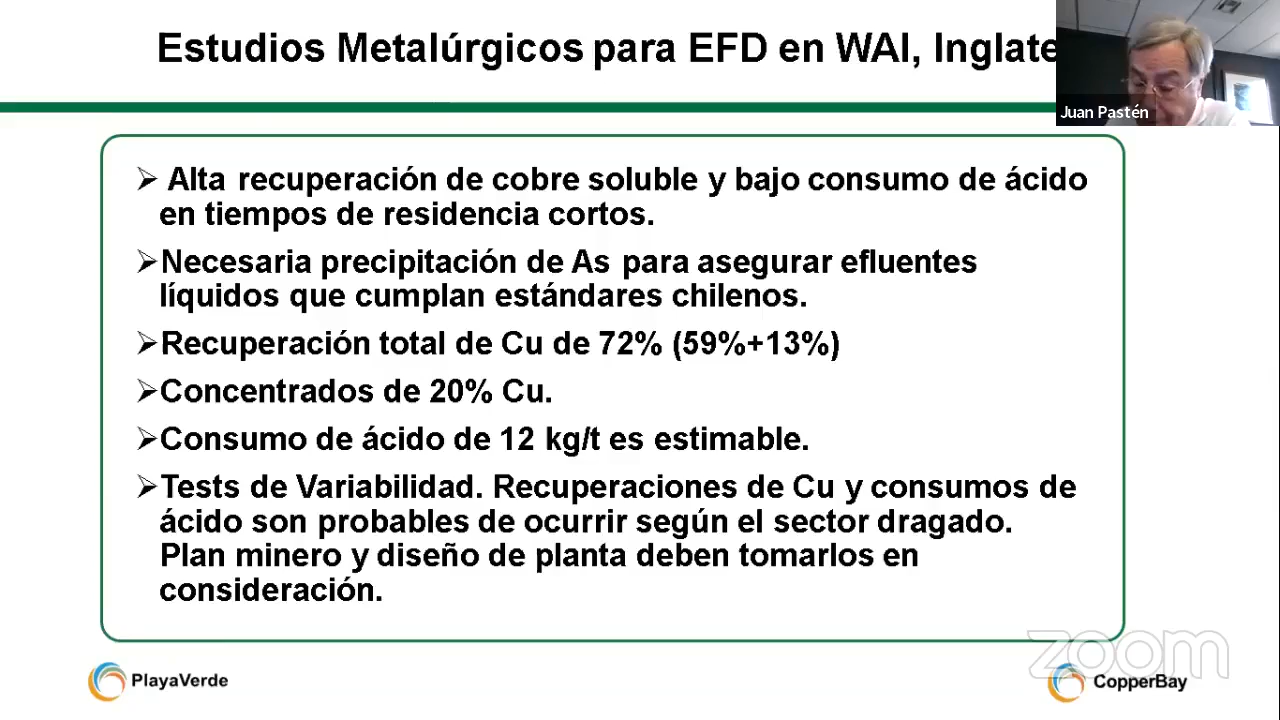 Estudios Metalúrgicos para EFD en WAI, Inglate
Juan Pastén
➢ Alta recuperación de cobre soluble y bajo consumo de ácido
en tiempos de residencia cortos.
➢Necesaria precipitación de As para asegurar efluentes
líquidos que cumplan estándares chilenos.
➢Recuperación total de Cu de 72% (59%+13%)
➢Concentrados de 20% Cu.
➢Consumo de ácido de 12 kg/t es estimable.
➢Tests de Variabilidad. Recuperaciones de Cu y consumos de
ácido son probables de ocurrir según el sector dragado.
Plan minero y diseño de planta deben tomarlos en
consideración.
zoom
PlayaVerde
CopperBay